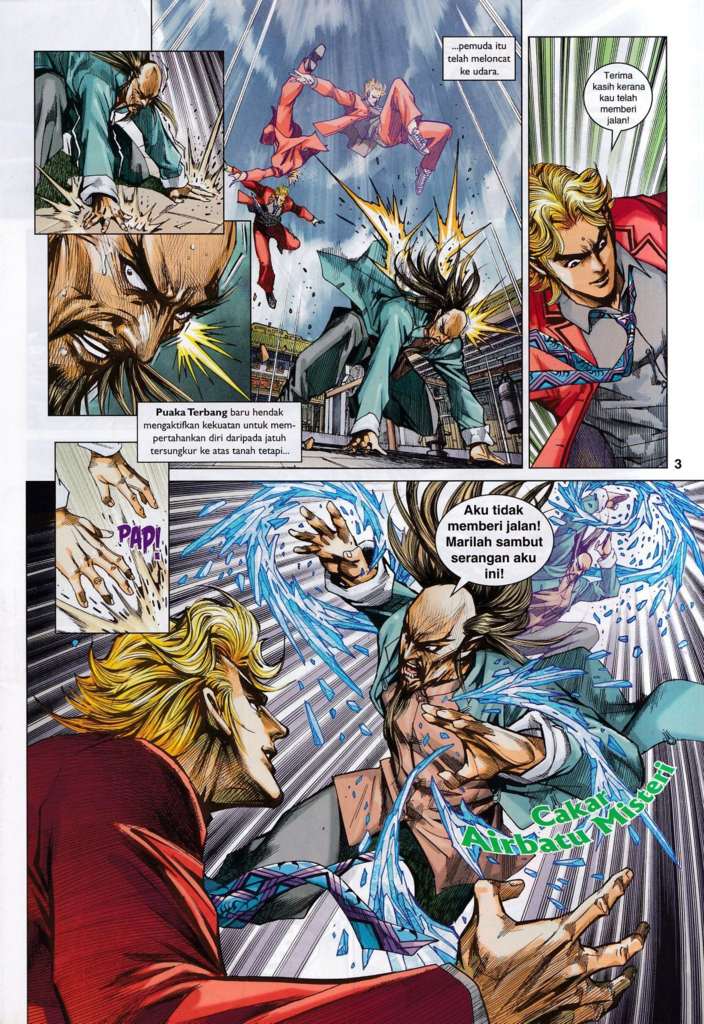 ...pemuda itu
telah meloncat
ke udara.
Terima
kasih kerana
kau telah
memberi
jalan!
Puaka Terbang baru hendak
mengaktifkan kekuatan untuk mem-
pertahankan diri daripada jatuh
tersungkur ke atas tanah tetapi...
3
PAP!
Aku tidak
memberi jalan!
Marilah sambut
serangan aku
ini!
Cakar
Airbatu Misteri